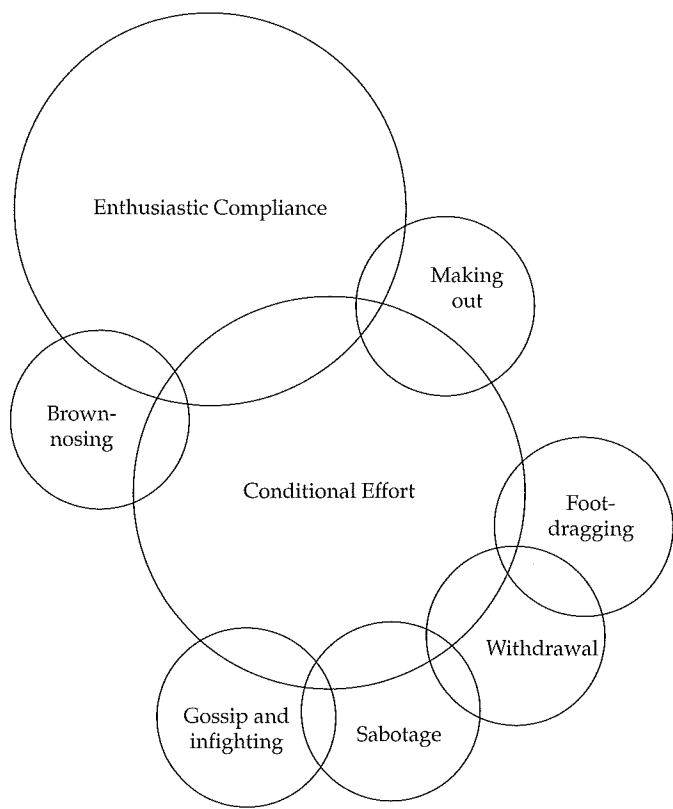 Enthusiastic Compliance
Making
out
Brown-
nosing
Conditional Effort
Foot-
dragging
Withdrawal
Gossip and
infighting
Sabotage